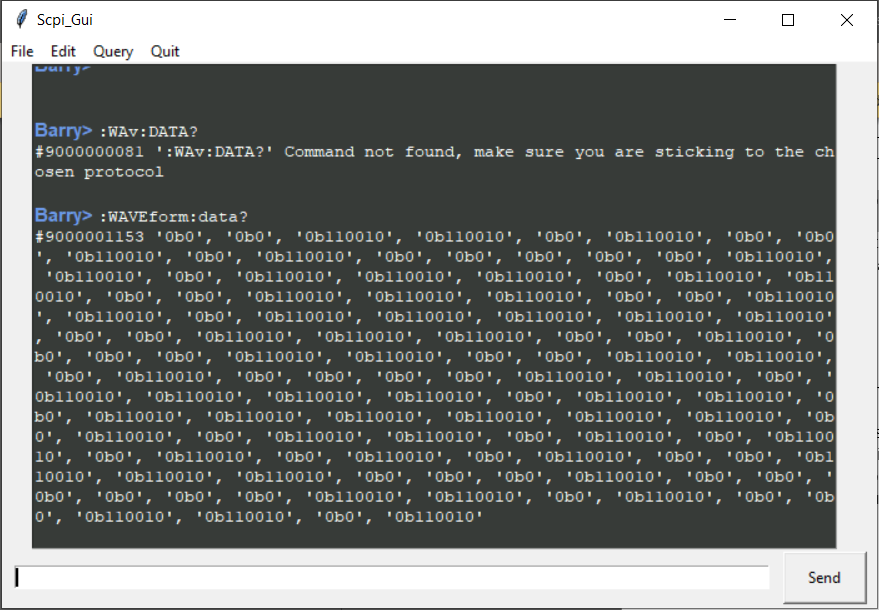 Scpi_Gui
File Edit Query Quit
Barry>
Barry> :WAv:DATA?
#9000000081 ':WAv:DATA?' Command not found, make sure you are sticking to the ch
osen protocol
Barry> :WAVEform:data?
#9000001153 '0b0', '0b0', '0b110010', '0b110010', '0b0', '0b110010', '0b0', '0b0
', '0b110010', '0b110010', '0b110010', '0b0', '0b0', '0b0', '0b0', '0b110010',
 '0b110010', '0b0', '0b110010', '0b110010', '0b110010', '0b110010', '0b11
0010', '0b0', '0b0', '0b110010', '0b110010', '0b110010', '0b0', '0b0', '0b110010
', '0b110010', '0b0', '0b110010', '0b110010', '0b110010', '0b110010', '0b110010'
, '0b0', '0b0', '0b110010', '0b110010', '0b110010', '0b0', '0b0', '0b110010', '0
b0', '0b0', '0b0', '0b110010', '0b110010', '0b0', '0b0', '0b110010', '0b110010',
 '0b0', '0b110010', '0b0', '0b0', '0b0', '0b110010', '0b110010', '0b0', '
0b110010', '0b110010', '0b110010', '0b0', '0b110010', '0b110010', '0b110010', '0
b0', '0b110010', '0b110010', '0b110010', '0b110010', '0b110010', '0b110010', '0b
0', '0b110010', '0b0', '0b110010', '0b110010', '0b0', '0b110010', '0b0', '0b1100
10', '0b0', '0b110010', '0b0', '0b110010', '0b0', '0b110010', '0b0', '0b0', '0b1
10010', '0b110010', '0b110010', '0b0', '0b0', '0b0', '0b110010', '0b0', '0b0', '
0b0', '0b0', '0b0', '0b0', '0b110010', '0b110010', '0b0', '0b110010', '0b0', '0b
0', '0b110010', '0b110010', '0b0', '0b110010'
Send